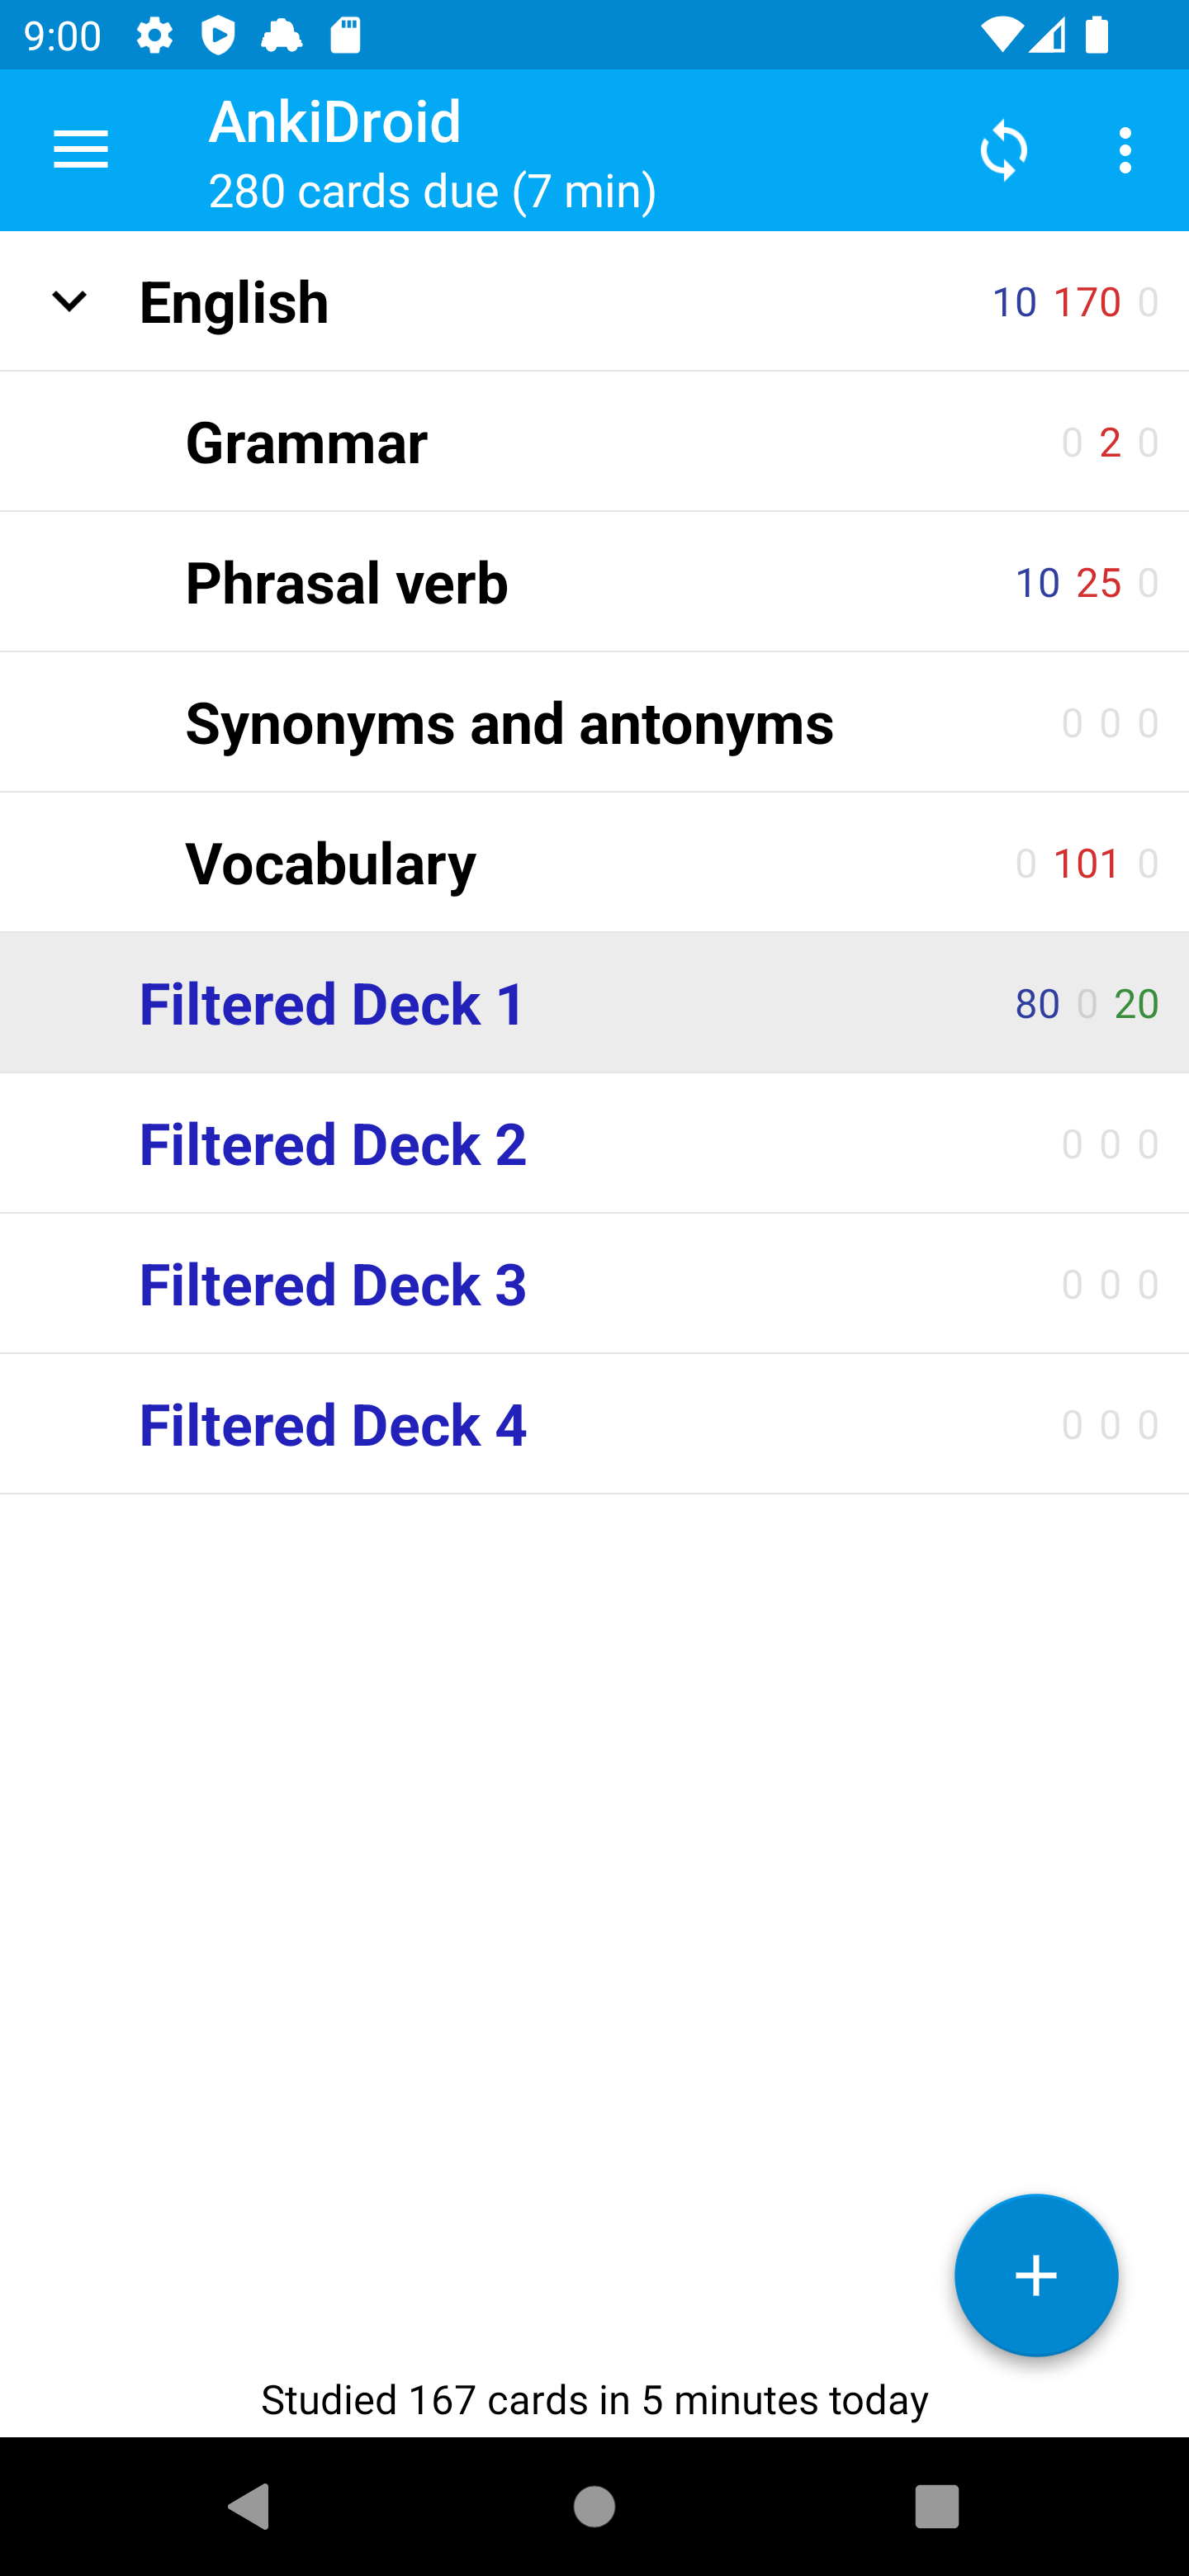 9:00
AnkiDroid
280 cards due (7 min)
English 10 170 0
Grammar 0 2 0
Phrasal verb 10 25 0
Synonyms and antonyms 0 0 0
Vocabulary 0 101 0
Filtered Deck 1 80 0 20
Filtered Deck 2 0 0 0
Filtered Deck 3 0 0 0
Filtered Deck 4 0 0 0
Studied 167 cards in 5 minutes today